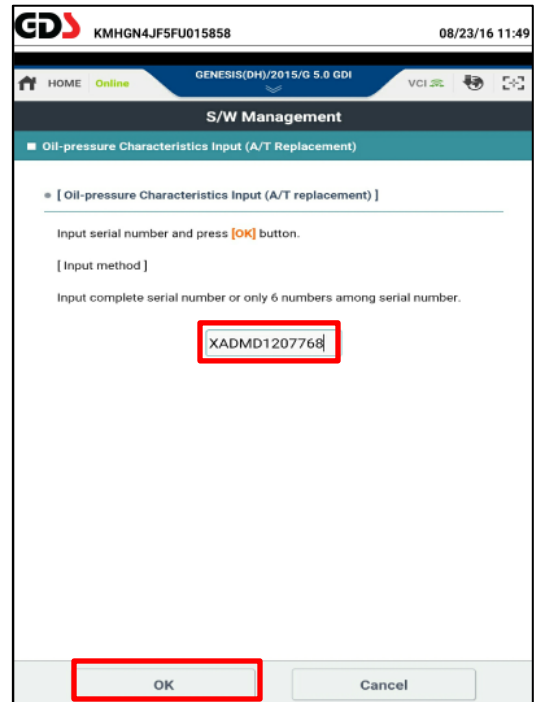 GDS KMHGN4JF5FU015858 08/23/16 11:49
HOME Online GENESIS(DH)/2015/G 5.0 GDI VCI
S/W Management
Oil-pressure Characteristics Input (A/T Replacement)
[ Oil-pressure Characteristics Input (A/T replacement) ]
Input serial number and press [OK] button.
[ Input method ]
Input complete serial number or only 6 numbers among serial number.
XADMD1207768
OK Cancel